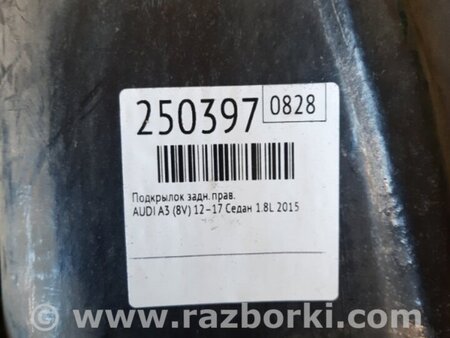 250397 0828
Подкрылок задн. прав.
AUDI A3 (8V) 12-17 Седан 1.8L 2015
© www.razborki.com